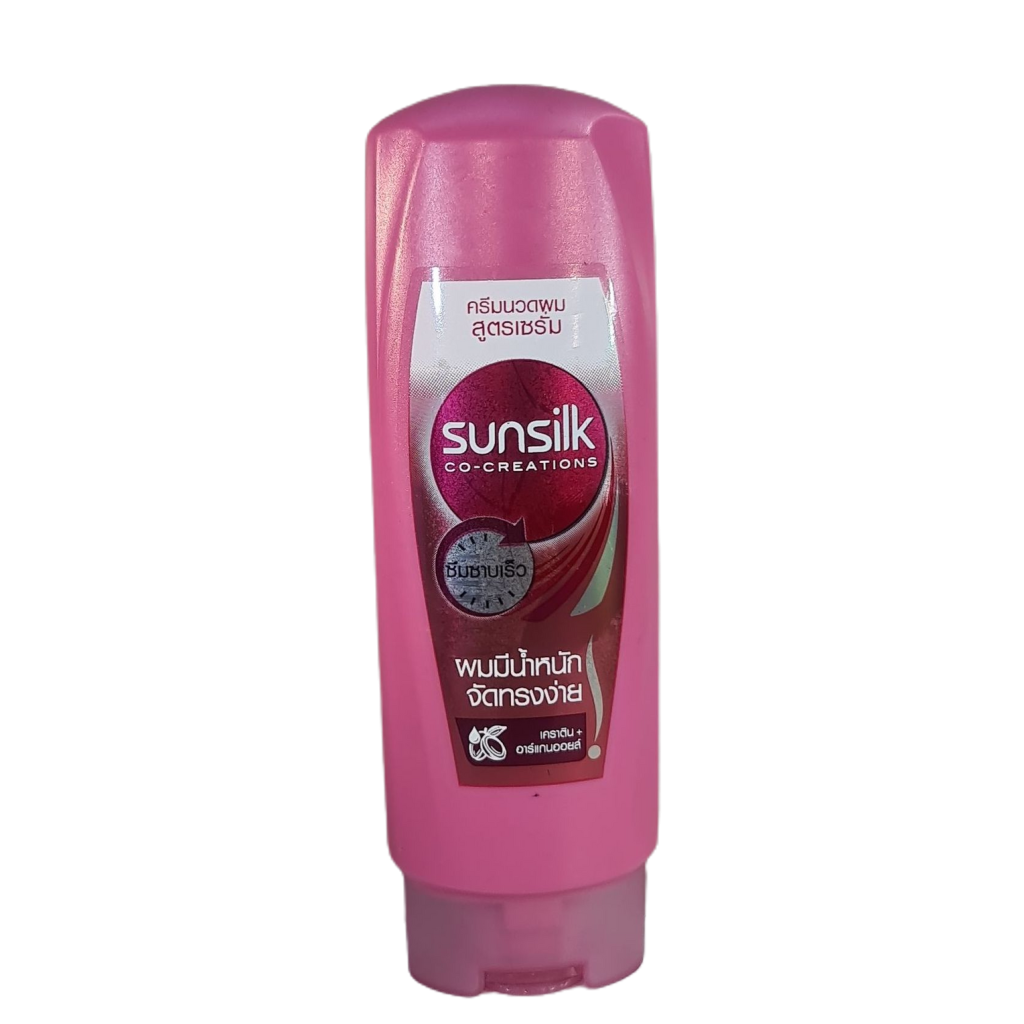 ครีมนวดผม
สูตรเซรั่ม
sunsilk
CO-CREATIONS
ซึมซาบเร็ว
ผมมีน้ำหนัก
จัดทรงง่าย
เคราติน +
อาร์แกนออยล์